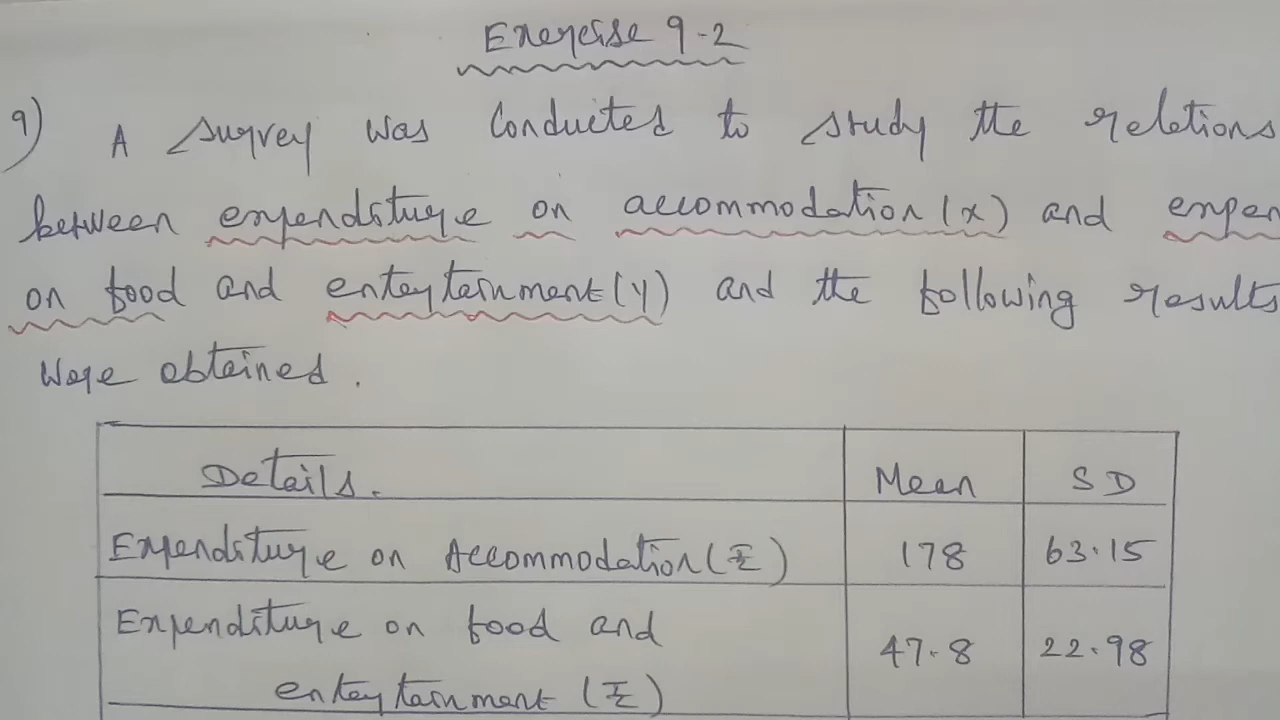 Exercise 9.2
9) A survey was conducted to study the relations
between expenditure on accommodation (x) and expen
on food and entertainment (y) and the following results
were obtained.
Details. Mean SD
Expenditure on Accommodation (₹) 178 63.15
Expenditure on food and
entertainment (₹) 47.8 22.98